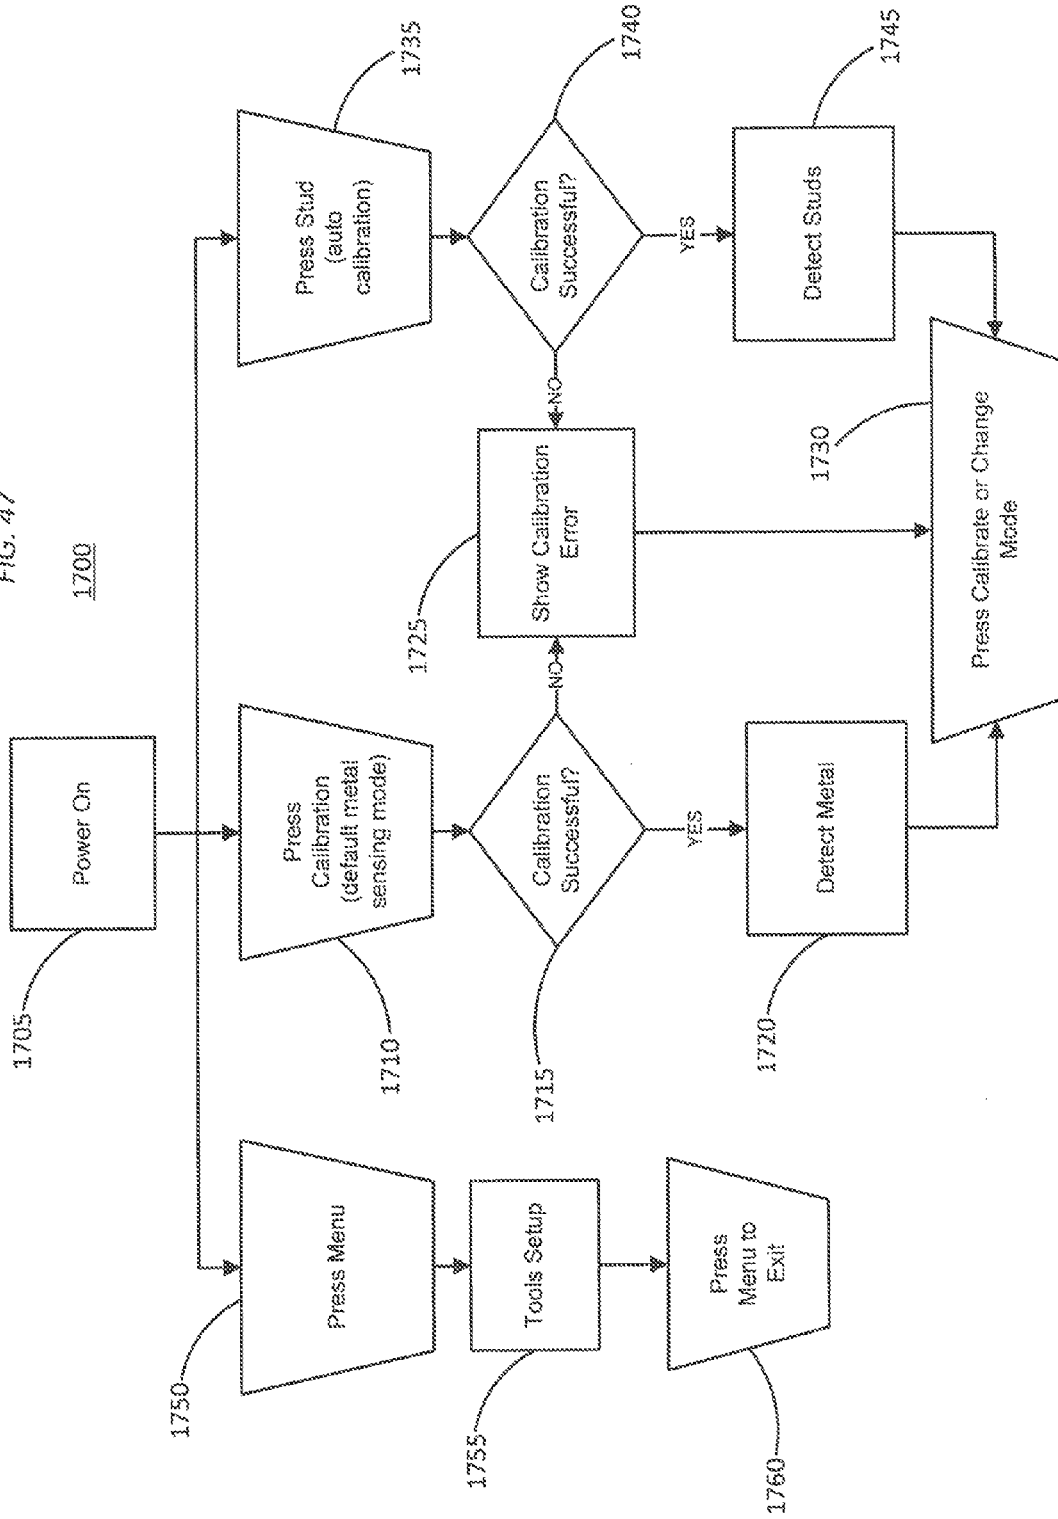 FIG. 47
1700
Power On
1705
Press Menu
1750
Tools Setup
1755
Press
Menu to
Exit
1760
Press
Calibration
(default metal
sensing mode)
1710
Calibration
Successful?
1715
NO
YES
Detect Metal
1720
Show Calibration
Error
1725
Press Stud
(auto
calibration)
1735
Calibration
Successful?
1740
NO
YES
Detect Studs
1745
Press Calibrate or Change
Mode
1730